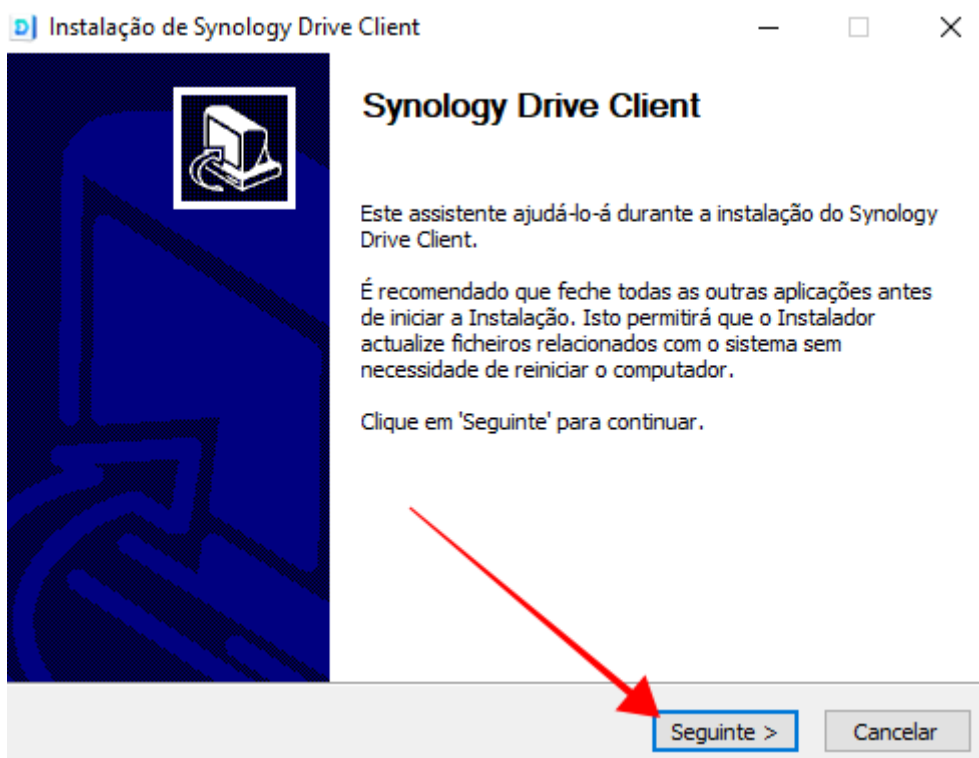 Instalação de Synology Drive Client
Synology Drive Client
Este assistente ajudá-lo-á durante a instalação do Synology
Drive Client.
É recomendado que feche todas as outras aplicações antes
de iniciar a Instalação. Isto permitirá que o Instalador
actualize ficheiros relacionados com o sistema sem
necessidade de reiniciar o computador.
Clique em 'Seguinte' para continuar.
Seguinte >
Cancelar